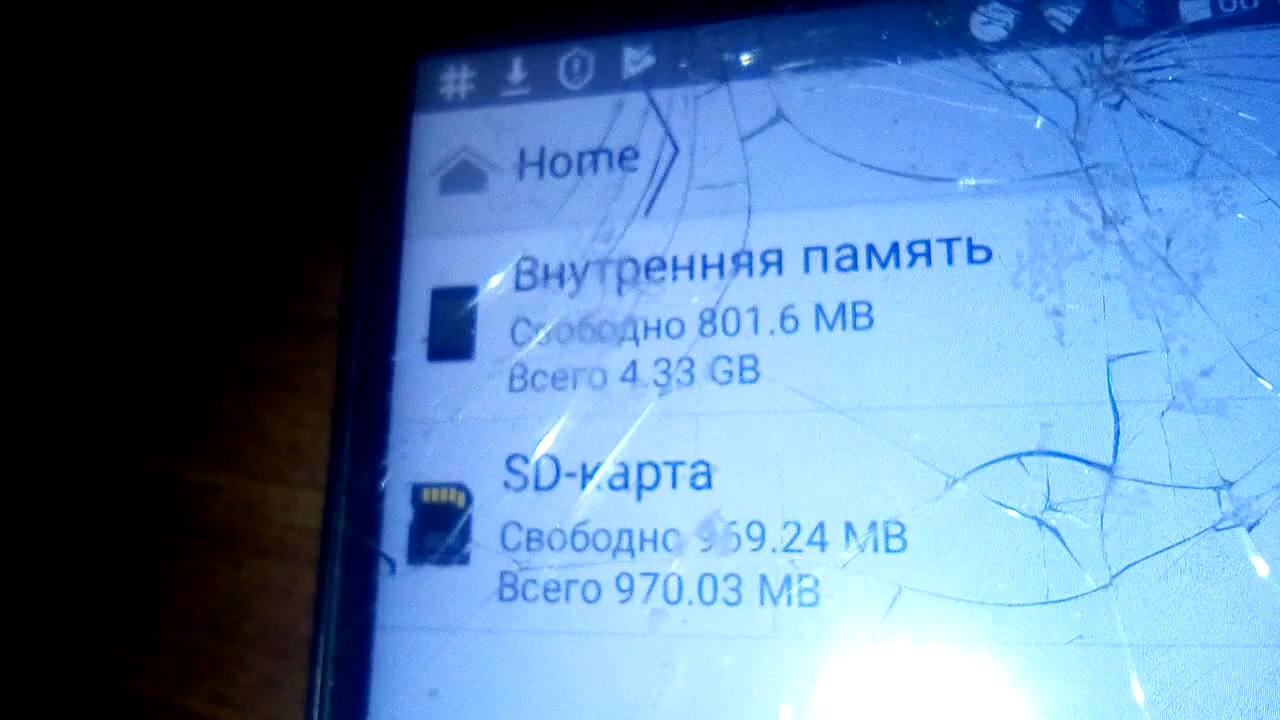 Home
Внутренняя память
Свободно 801.6 MB
Всего 4.33 GB
SD-карта
Свободно 969.24 MB
Всего 970.03 MB